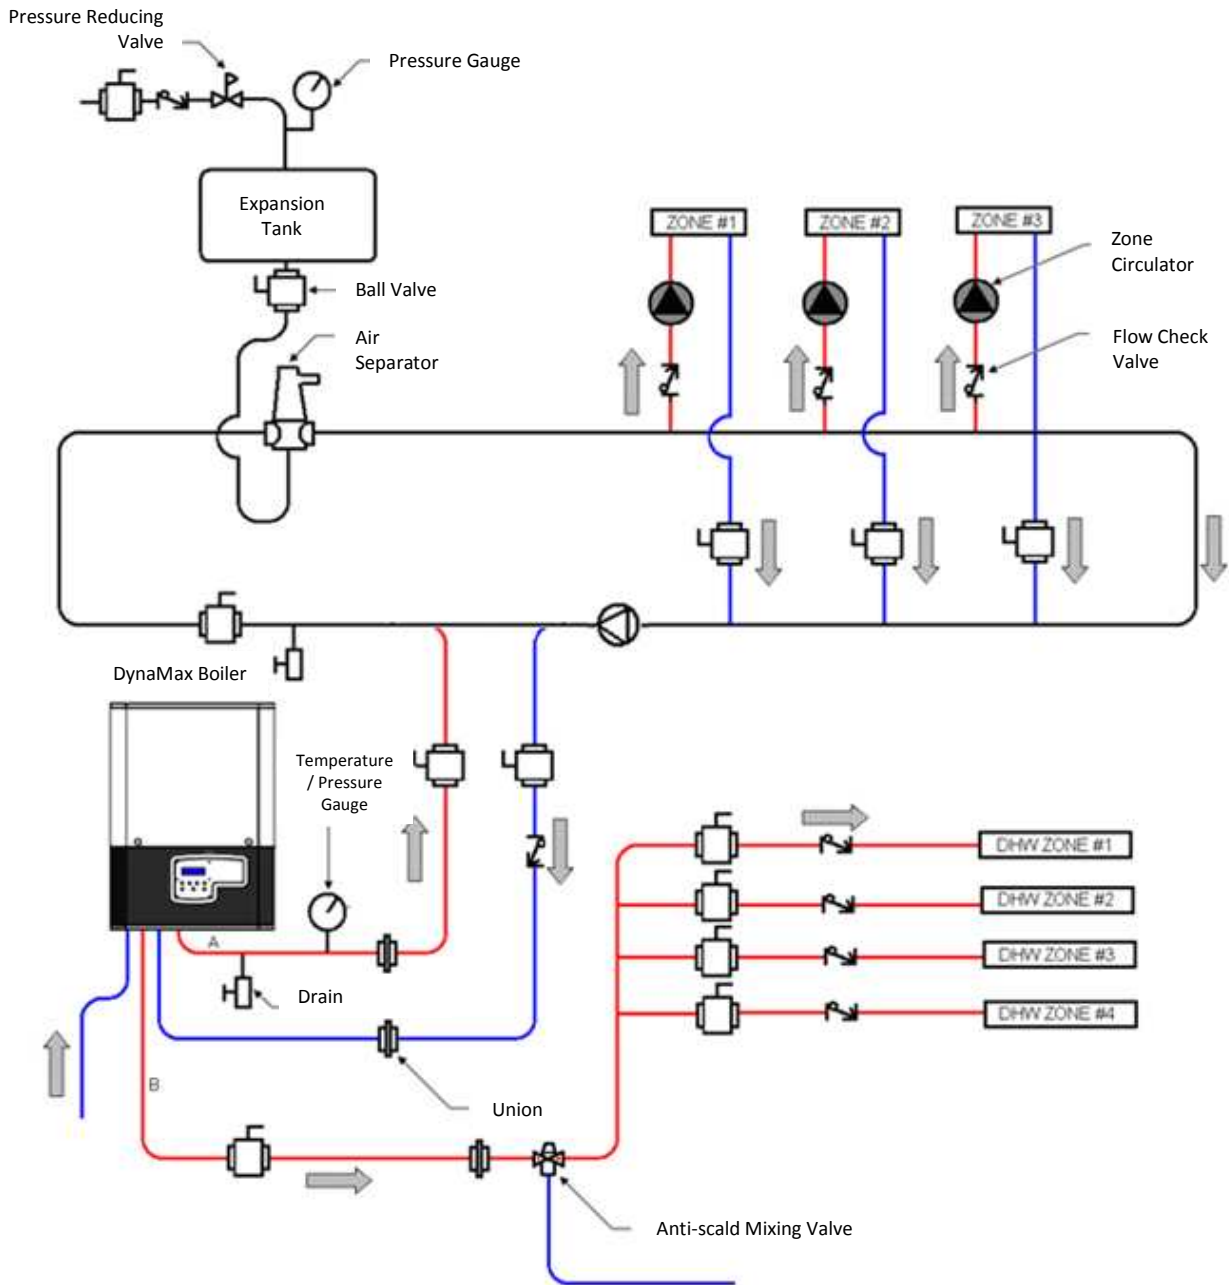 Pressure Reducing
Valve
Pressure Gauge
Expansion
Tank
ZONE #1
ZONE #2
ZONE #3
Zone
Circulator
Ball Valve
Air
Separator
Flow Check
Valve
DynaMax Boiler
Temperature
/ Pressure
Gauge
DHW ZONE #1
DHW ZONE #2
A
DHW ZONE #3
Drain
DHW ZONE #4
B
Union
Anti-scald Mixing Valve